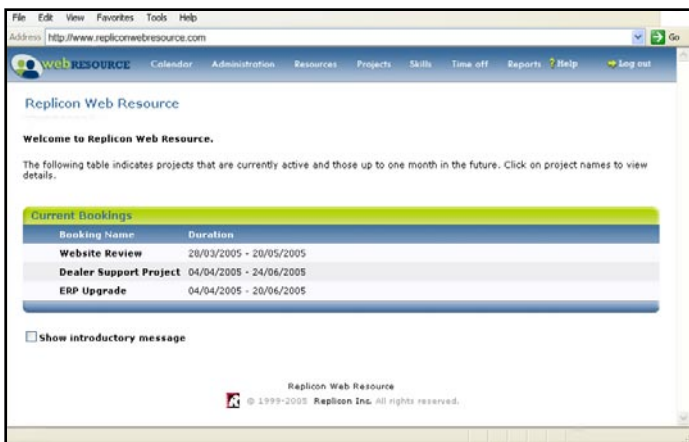 File Edit View Favorites Tools Help
Address http://www.repliconwebresource.com Go
webRESOURCE Calendar Administration Resources Projects Skills Time off Reports ? Help Log out
Replicon Web Resource
Welcome to Replicon Web Resource.
The following table indicates projects that are currently active and those up to one month in the future. Click on project names to view
details.
Current Bookings
Booking Name Duration
Website Review 28/03/2005 - 20/05/2005
Dealer Support Project 04/04/2005 - 24/06/2005
ERP Upgrade 04/04/2005 - 20/06/2005
Show introductory message
Replicon Web Resource
© 1999-2005 Replicon Inc. All rights reserved.